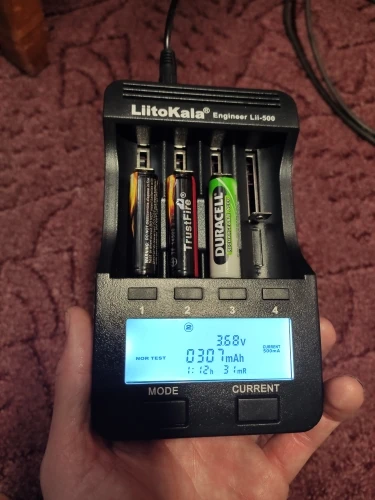 LiitoKala® Engineer Lii-500
TrustFire®
DURACELL
1 2 3 4
2
3.68V
NOR TEST 0307mAh
CURRENT
500mA
1:12h 31mR
MODE CURRENT